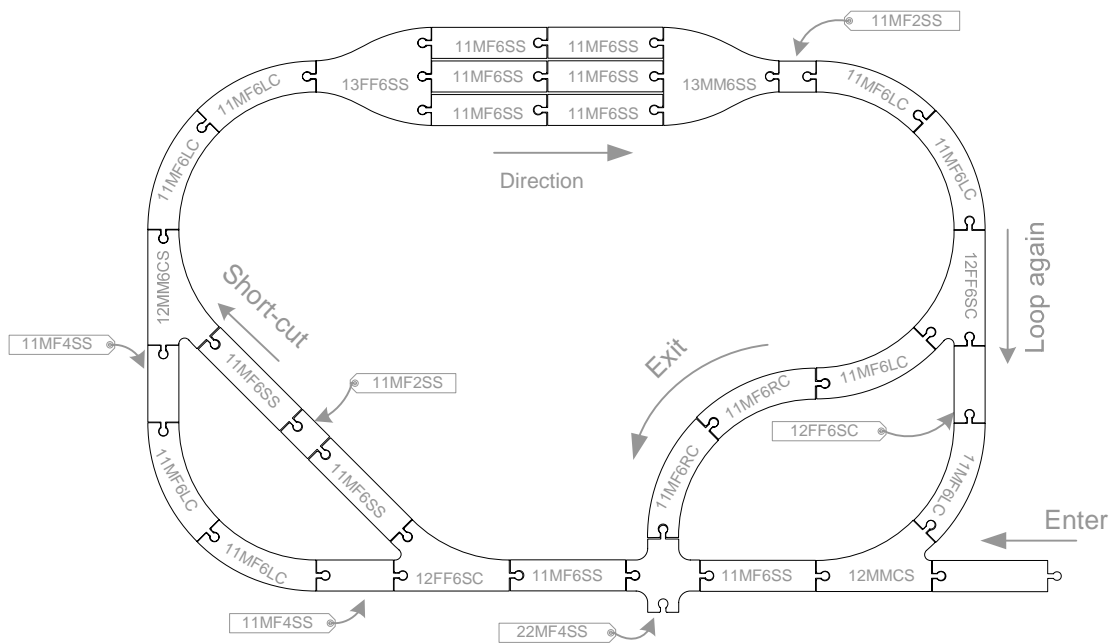 11MF2SS
11MF6SS 11MF6SS
13FF6SS 11MF6SS 11MF6SS 13MM6SS
11MF6SS 11MF6SS
11MF6LC
11MF6LC
11MF6LC
11MF6LC
Direction
12MM6CS
Short-cut
12FF6SC
Loop again
11MF4SS
11MF6SS
11MF2SS
Exit
11MF6LC
11MF6RC
12FF6SC
11MF6RC
11MF6SS
11MF6LC
11MF6LC
11MF6LC
Enter
12FF6SC
11MF6SS
11MF6SS
12MMCS
11MF4SS
22MF4SS